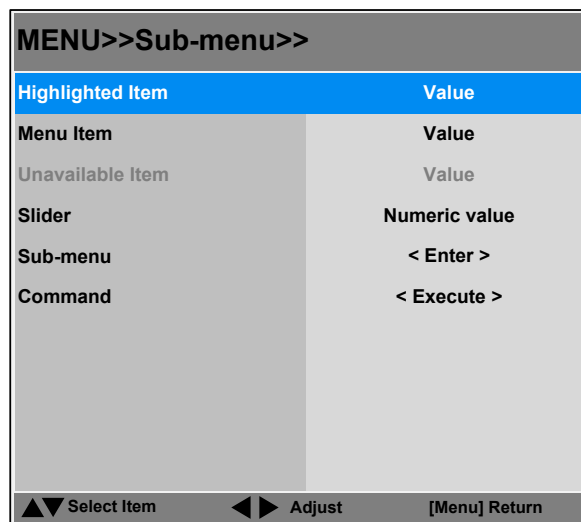 MENU>>Sub-menu>>
Highlighted Item Value
Menu Item Value
Unavailable Item Value
Slider Numeric value
Sub-menu < Enter >
Command < Execute >
Select Item Adjust [Menu] Return